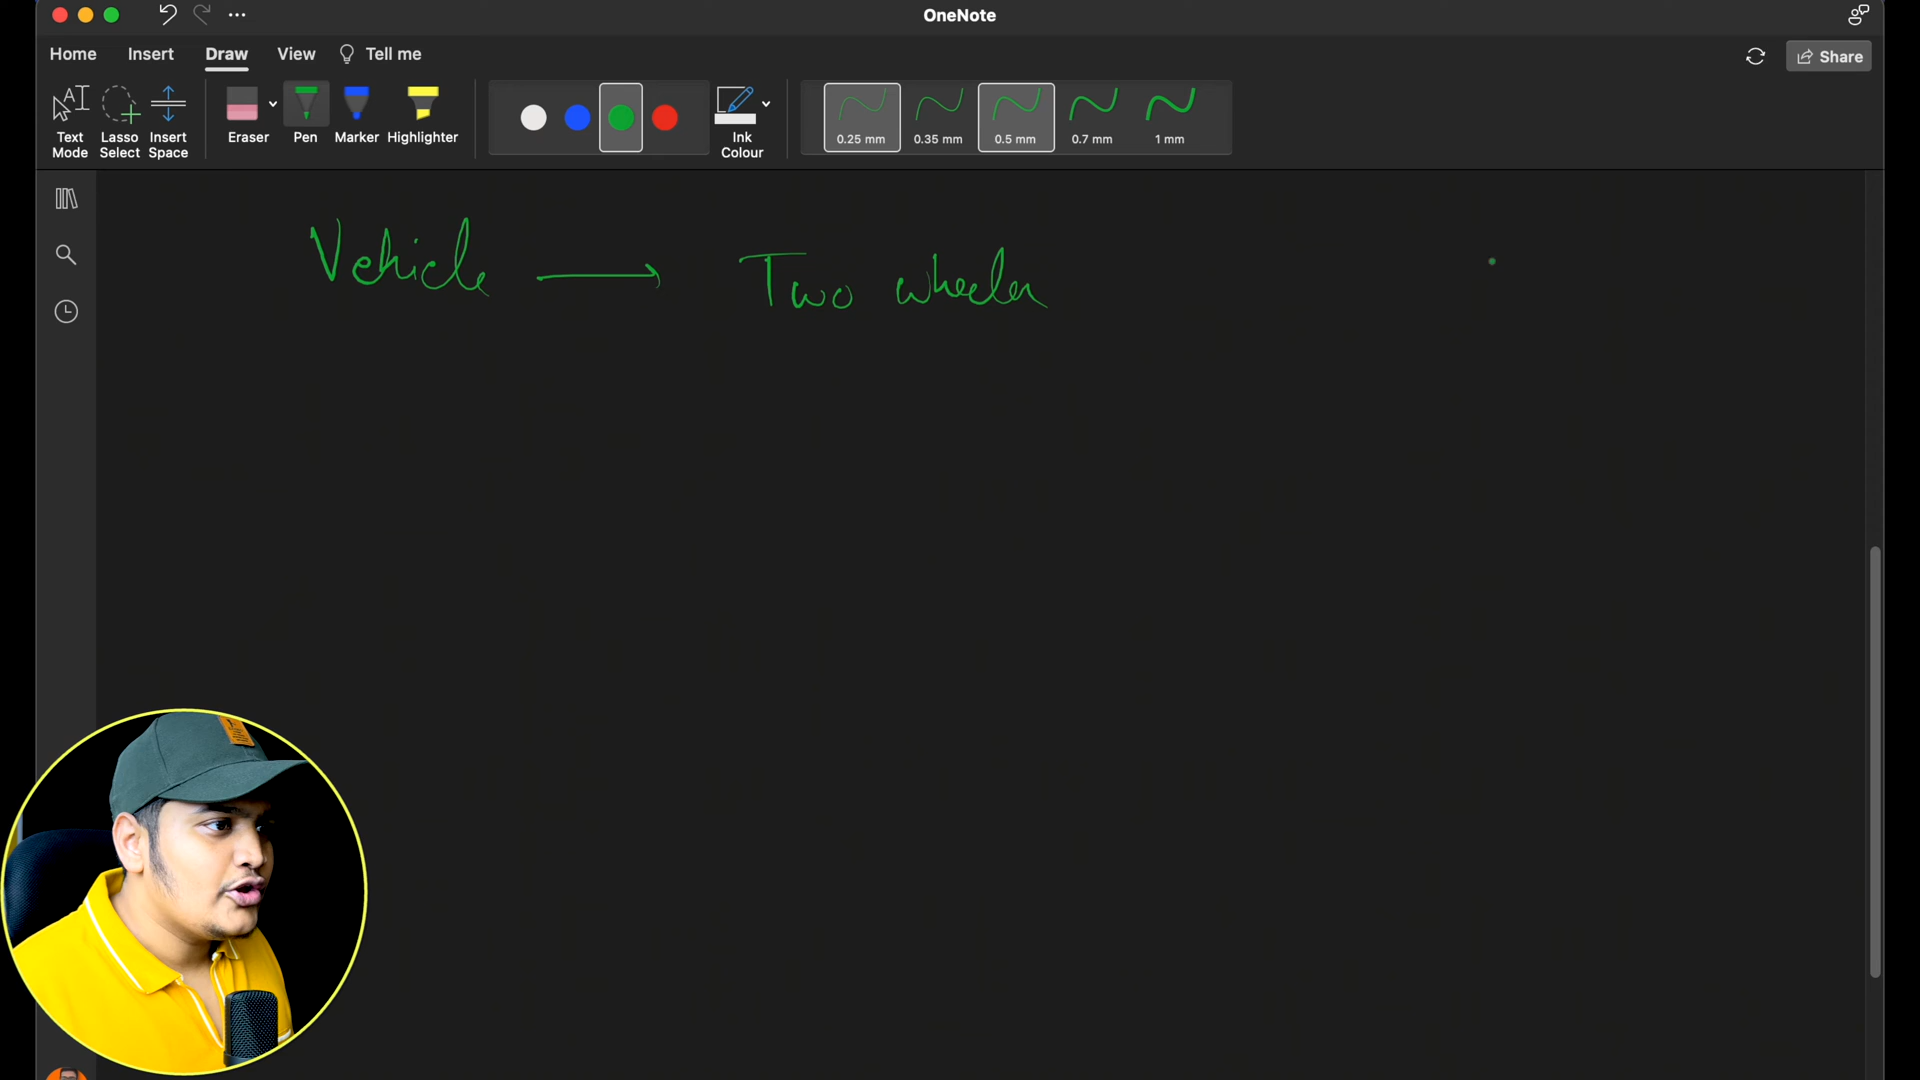 OneNote
Home Insert Draw View Tell me Share
Text Mode
Lasso Select
Insert Space
Eraser
Pen
Marker
Highlighter
Ink Colour
0.25 mm
0.35 mm
0.5 mm
0.7 mm
1 mm
Vehicle → Two wheeler